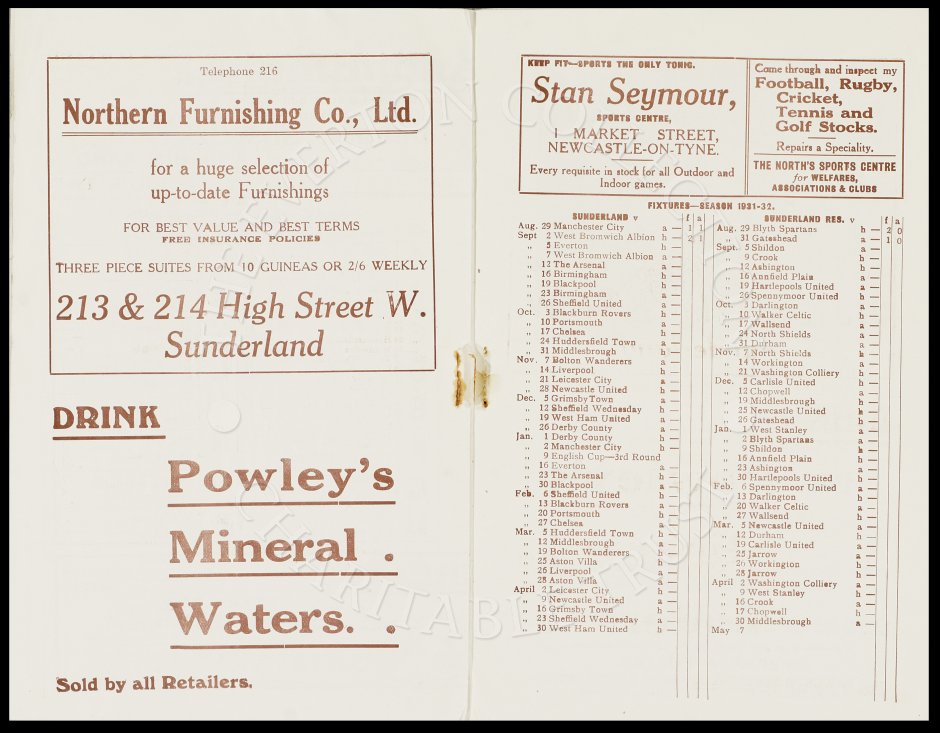 Telephone 216
Northern Furnishing Co., Ltd.
for a huge selection of
up-to-date Furnishings
FOR BEST VALUE AND BEST TERMS
FREE INSURANCE POLICIES
THREE PIECE SUITES FROM 10 GUINEAS OR 2/6 WEEKLY
213 & 214 High Street W.
Sunderland
DRINK
Powley's
Mineral .
Waters. .
Sold by all Retailers.
KEEP FIT—SPORTS THE ONLY TONIC.
Stan Seymour,
SPORTS CENTRE,
1 MARKET STREET,
NEWCASTLE-ON-TYNE.
Every requisite in stock for all Outdoor and
Indoor games.
Come through and inspect my
Football, Rugby,
Cricket,
Tennis and
Golf Stocks.
Repairs a Speciality.
THE NORTH'S SPORTS CENTRE
for WELFARES,
ASSOCIATIONS & CLUBS
FIXTURES—SEASON 1931-32.
SUNDERLAND v f a
Aug. 29 Manchester City a — 1 1
Sept 2 West Bromwich Albion h — 2 1
„ 5 Everton h —
„ 7 West Bromwich Albion a —
„ 12 The Arsenal a —
„ 16 Birmingham h —
„ 19 Blackpool h —
„ 23 Birmingham a —
„ 26 Sheffield United a —
Oct. 3 Blackburn Rovers h —
„ 10 Portsmouth a —
„ 17 Chelsea h —
„ 24 Huddersfield Town a —
„ 31 Middlesbrough h —
Nov. 7 Bolton Wanderers a —
„ 14 Liverpool h —
„ 21 Leicester City a —
„ 28 Newcastle United h —
Dec. 5 Grimsby Town a —
„ 12 Sheffield Wednesday h —
„ 19 West Ham United a —
„ 26 Derby County a —
Jan. 1 Derby County h —
„ 2 Manchester City h —
„ 9 English Cup—3rd Round
„ 16 Everton a —
„ 23 The Arsenal h —
„ 30 Blackpool a —
Feb. 6 Sheffield United h —
„ 13 Blackburn Rovers a —
„ 20 Portsmouth h —
„ 27 Chelsea a —
Mar. 5 Huddersfield Town h —
„ 12 Middlesbrough a —
„ 19 Bolton Wanderers h —
„ 25 Aston Villa h —
„ 26 Liverpool a —
„ 28 Aston Villa a —
April 2 Leicester City h —
„ 9 Newcastle United a —
„ 16 Grimsby Town h —
„ 23 Sheffield Wednesday a —
„ 30 West Ham United h —
SUNDERLAND RES. v f a
Aug. 29 Blyth Spartans h — 2 0
„ 31 Gateshead a — 1 0
Sept. 5 Shildon a —
„ 9 Crook h —
„ 12 Ashington h —
„ 16 Annfield Plain a —
„ 19 Hartlepools United a —
„ 26 Spennymoor United h —
Oct. 3 Darlington a —
„ 10 Walker Celtic h —
„ 17 Wallsend a —
„ 24 North Shields a —
„ 31 Durham a —
Nov. 7 North Shields h —
„ 14 Workington a —
„ 21 Washington Colliery h —
Dec. 5 Carlisle United h —
„ 12 Chopwell a —
„ 19 Middlesbrough h —
„ 25 Newcastle United h —
„ 26 Gateshead h —
Jan. 1 West Stanley a —
„ 2 Blyth Spartans a —
„ 9 Shildon h —
„ 16 Annfield Plain h —
„ 23 Ashington a —
„ 30 Hartlepools United h —
Feb. 6 Spennymoor United a —
„ 13 Darlington h —
„ 20 Walker Celtic a —
„ 27 Wallsend h —
Mar. 5 Newcastle United a —
„ 12 Durham h —
„ 19 Carlisle United a —
„ 25 Jarrow a —
„ 26 Workington h —
„ 28 Jarrow h —
April 2 Washington Colliery a —
„ 9 West Stanley h —
„ 16 Crook a —
„ 17 Chopwell h —
„ 30 Middlesbrough a —
May 7
EVERTON COLLECTION
CHARITABLE TRUST